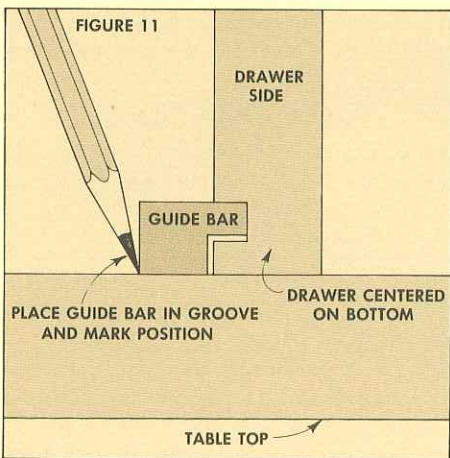 FIGURE 11
DRAWER
SIDE
GUIDE BAR
PLACE GUIDE BAR IN GROOVE
AND MARK POSITION
DRAWER CENTERED
ON BOTTOM
TABLE TOP